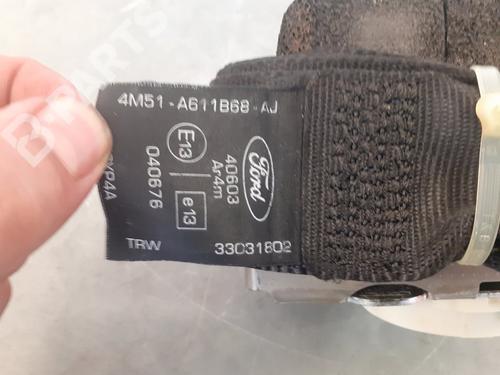 4M51-A611B68-AJ
E13
040676
e13
40603
Ar4m
Ford
TRW
33031802
B-PARTS